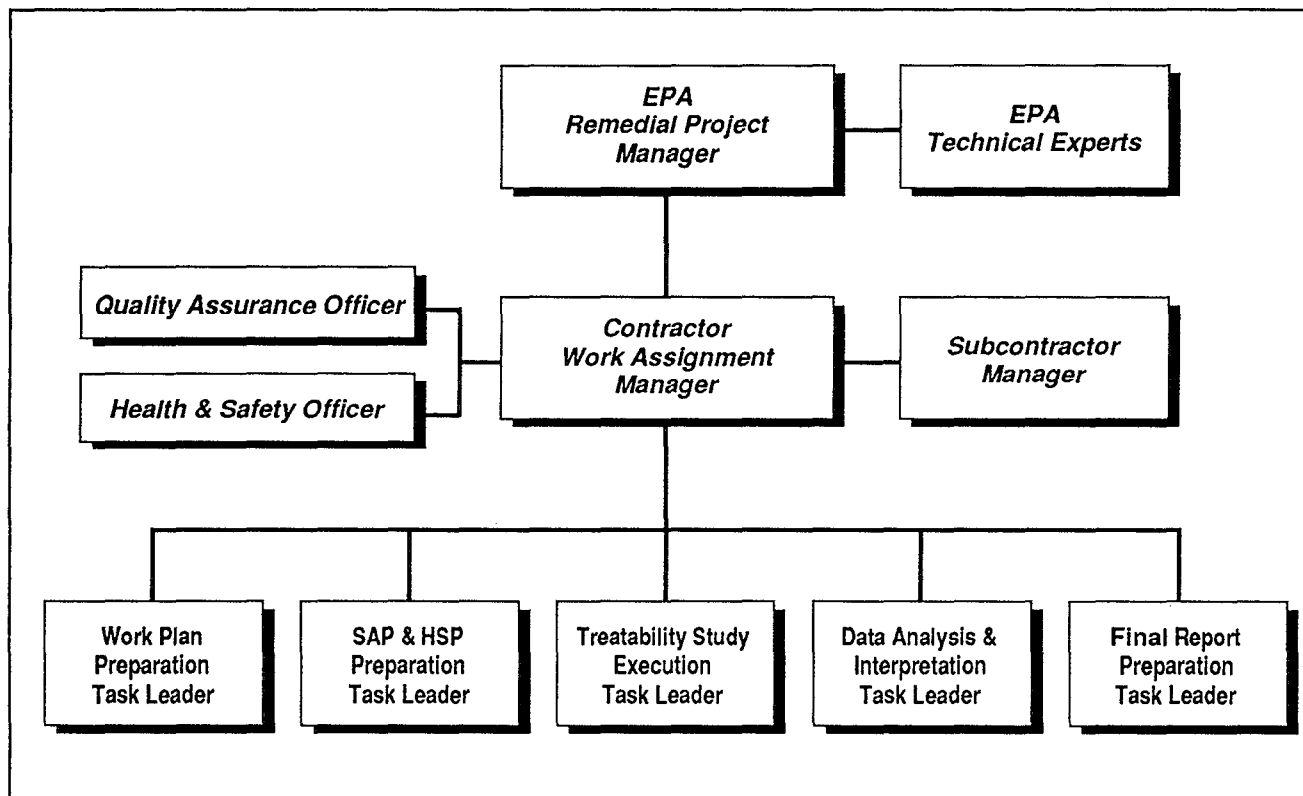 EPA
Remedial Project
Manager
EPA
Technical Experts
Quality Assurance Officer
Health & Safety Officer
Contractor
Work Assignment
Manager
Subcontractor
Manager
Work Plan
Preparation
Task Leader
SAP & HSP
Preparation
Task Leader
Treatability Study
Execution
Task Leader
Data Analysis &
Interpretation
Task Leader
Final Report
Preparation
Task Leader